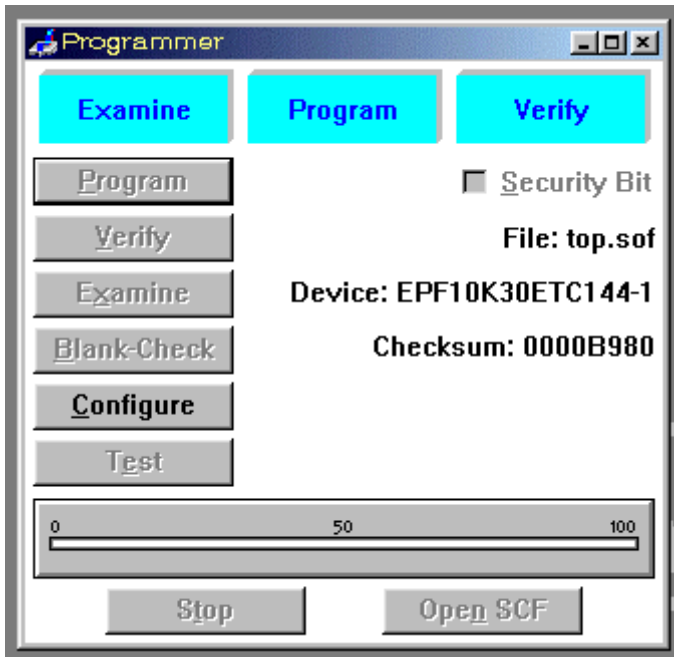 Programmer
Examine Program Verify
Program
Security Bit
Verify
File: top.sof
Examine
Device: EPF10K30ETC144-1
Blank-Check
Checksum: 0000B980
Configure
Test
0 50 100
Stop Open SCF